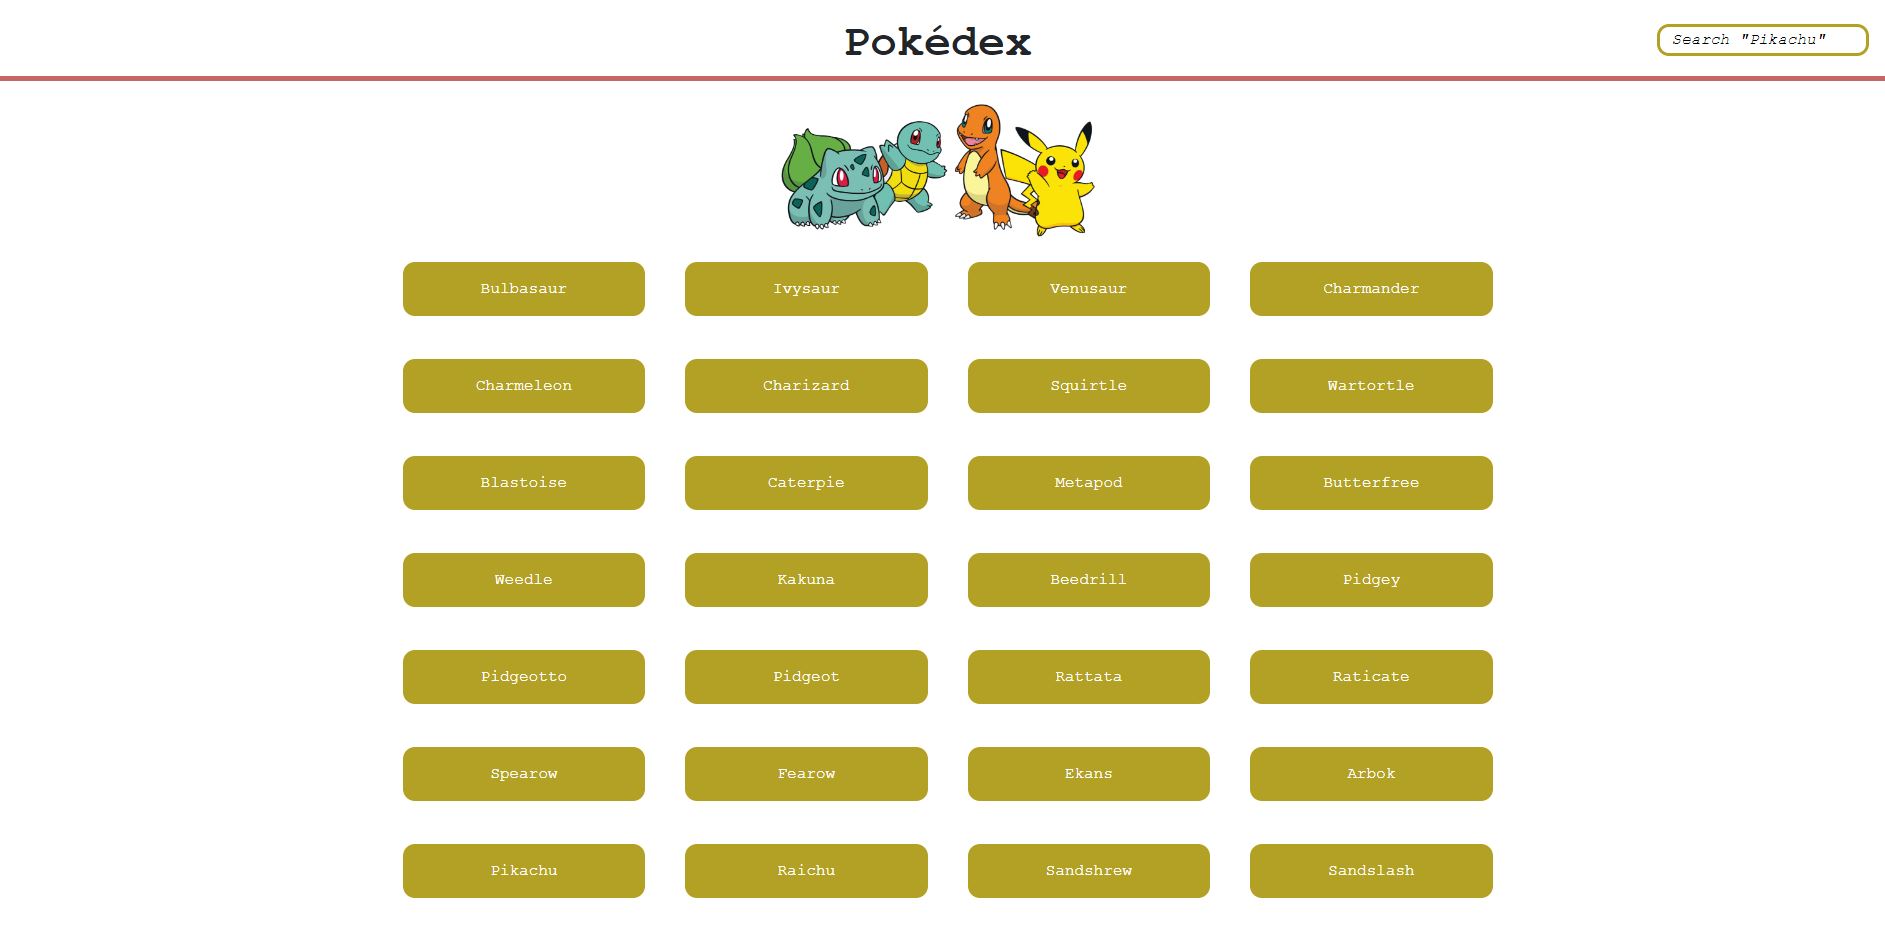 Pokédex
Search "Pikachu"
Bulbasaur Ivysaur Venusaur Charmander
Charmeleon Charizard Squirtle Wartortle
Blastoise Caterpie Metapod Butterfree
Weedle Kakuna Beedrill Pidgey
Pidgeotto Pidgeot Rattata Raticate
Spearow Fearow Ekans Arbok
Pikachu Raichu Sandshrew Sandslash